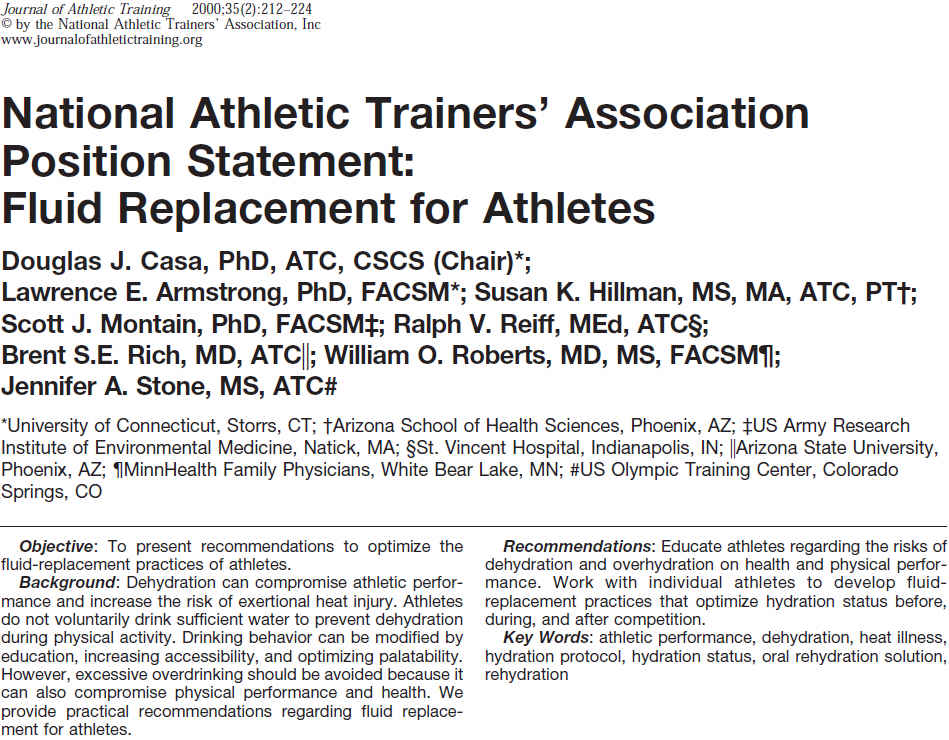 Journal of Athletic Training 2000;35(2):212–224
© by the National Athletic Trainers' Association, Inc
www.journalofathletictraining.org
National Athletic Trainers' Association
Position Statement:
Fluid Replacement for Athletes
Douglas J. Casa, PhD, ATC, CSCS (Chair)*;
Lawrence E. Armstrong, PhD, FACSM*; Susan K. Hillman, MS, MA, ATC, PT†;
Scott J. Montain, PhD, FACSM‡; Ralph V. Reiff, MEd, ATC§;
Brent S.E. Rich, MD, ATC‖; William O. Roberts, MD, MS, FACSM¶;
Jennifer A. Stone, MS, ATC#
*University of Connecticut, Storrs, CT; †Arizona School of Health Sciences, Phoenix, AZ; ‡US Army Research
Institute of Environmental Medicine, Natick, MA; §St. Vincent Hospital, Indianapolis, IN; ‖Arizona State University,
Phoenix, AZ; ¶MinnHealth Family Physicians, White Bear Lake, MN; #US Olympic Training Center, Colorado
Springs, CO
Objective: To present recommendations to optimize the
fluid-replacement practices of athletes.
Background: Dehydration can compromise athletic perfor-
mance and increase the risk of exertional heat injury. Athletes
do not voluntarily drink sufficient water to prevent dehydration
during physical activity. Drinking behavior can be modified by
education, increasing accessibility, and optimizing palatability.
However, excessive overdrinking should be avoided because it
can also compromise physical performance and health. We
provide practical recommendations regarding fluid replace-
ment for athletes.
Recommendations: Educate athletes regarding the risks of
dehydration and overhydration on health and physical perfor-
mance. Work with individual athletes to develop fluid-
replacement practices that optimize hydration status before,
during, and after competition.
Key Words: athletic performance, dehydration, heat illness,
hydration protocol, hydration status, oral rehydration solution,
rehydration